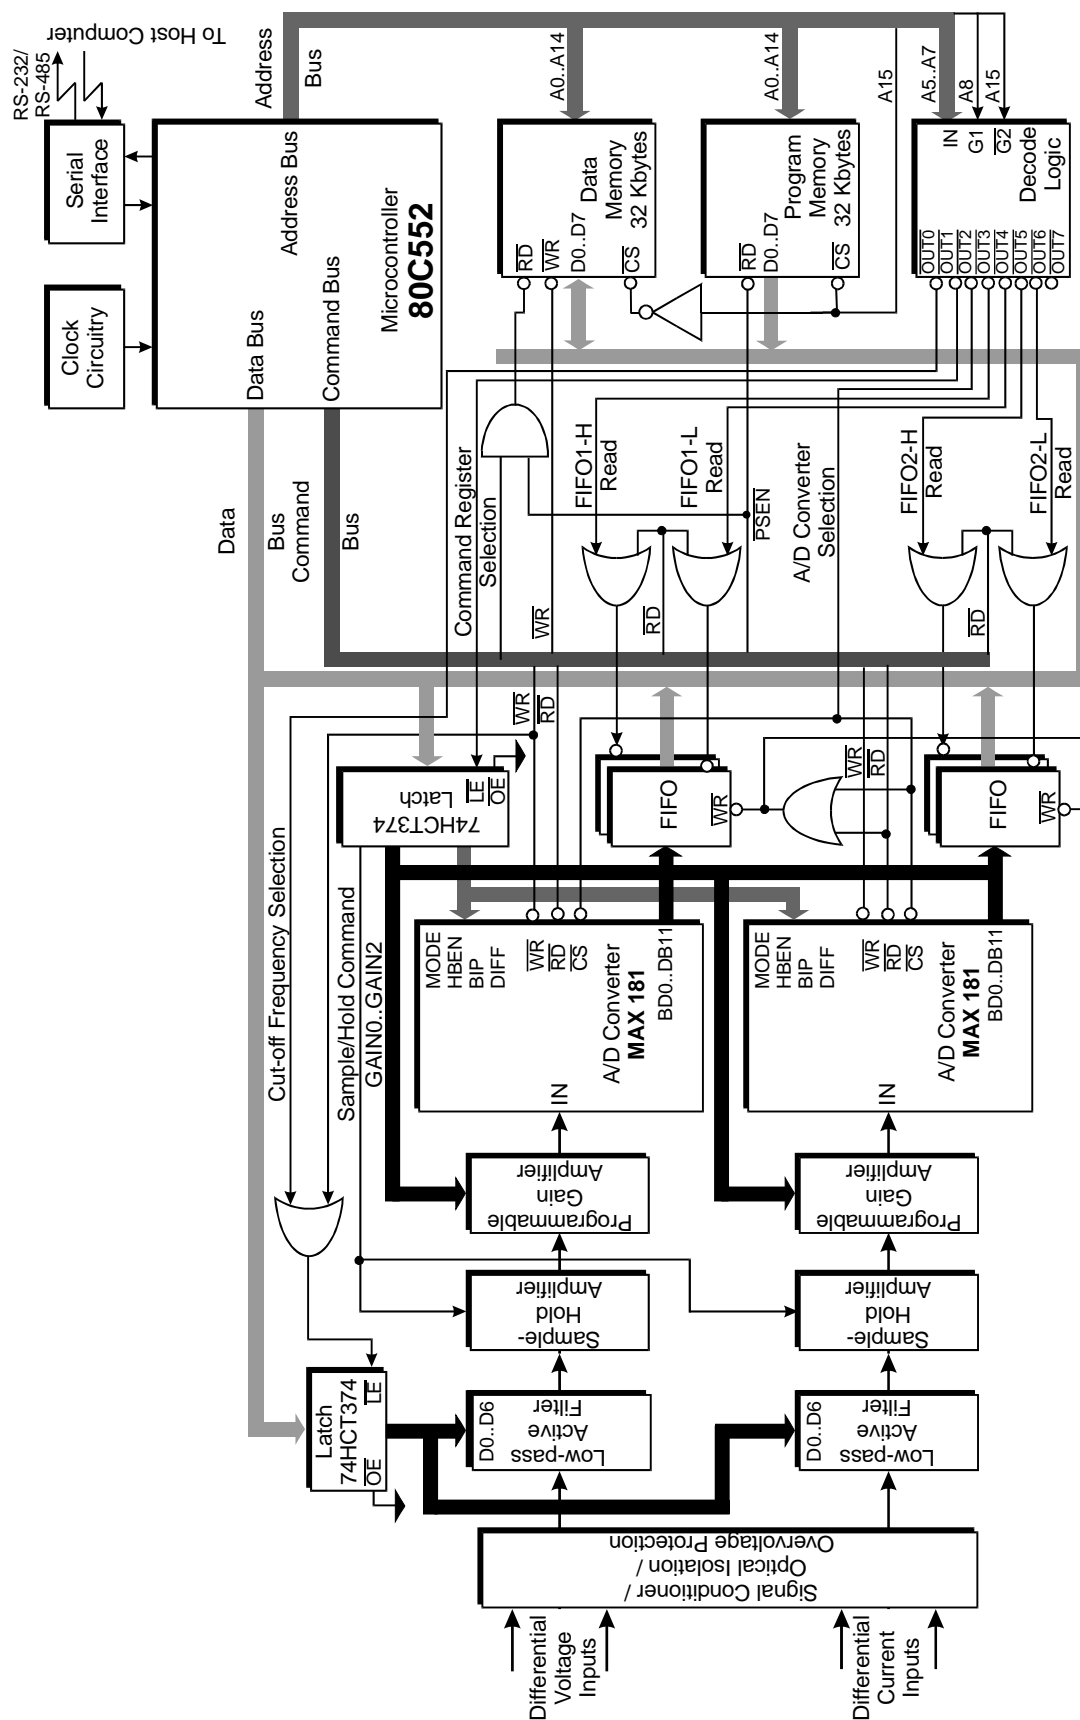 To Host Computer
RS-232/
RS-485
Serial
Interface
Clock
Circuitry
Address Bus
Microcontroller
80C552
Data Bus
Command Bus
Address
Bus
Data
Bus
Command
Bus
A0..A14
A0..A14
A15
A5..A7
A8
A15
RD
WR
D0..D7
CS
Data
Memory
32 Kbytes
RD
D0..D7
CS
Program
Memory
32 Kbytes
IN
G1
G2
Decode
Logic
OUT0
OUT1
OUT2
OUT3
OUT4
OUT5
OUT6
OUT7
Command Register
Selection
FIFO1-H
Read
FIFO1-L
Read
PSEN
A/D Converter
Selection
FIFO2-H
Read
FIFO2-L
Read
WR
RD
RD
WR
RD
WR
RD
Latch
74HCT374
LE
OE
FIFO
WR
FIFO
WR
Cut-off Frequency Selection
Sample/Hold Command
GAIN0..GAIN2
MODE
HBEN
BIP
DIFF
WR
RD
CS
A/D Converter
MAX 181
BD0..DB11
IN
MODE
HBEN
BIP
DIFF
WR
RD
CS
A/D Converter
MAX 181
BD0..DB11
IN
Programmable
Gain
Amplifier
Programmable
Gain
Amplifier
Sample-
Hold
Amplifier
Sample-
Hold
Amplifier
Latch
74HCT374
OE
LE
D0..D6
Low-pass
Active
Filter
D0..D6
Low-pass
Active
Filter
Signal Conditioner /
Optical Isolation /
Overvoltage Protection
Differential
Voltage
Inputs
Differential
Current
Inputs